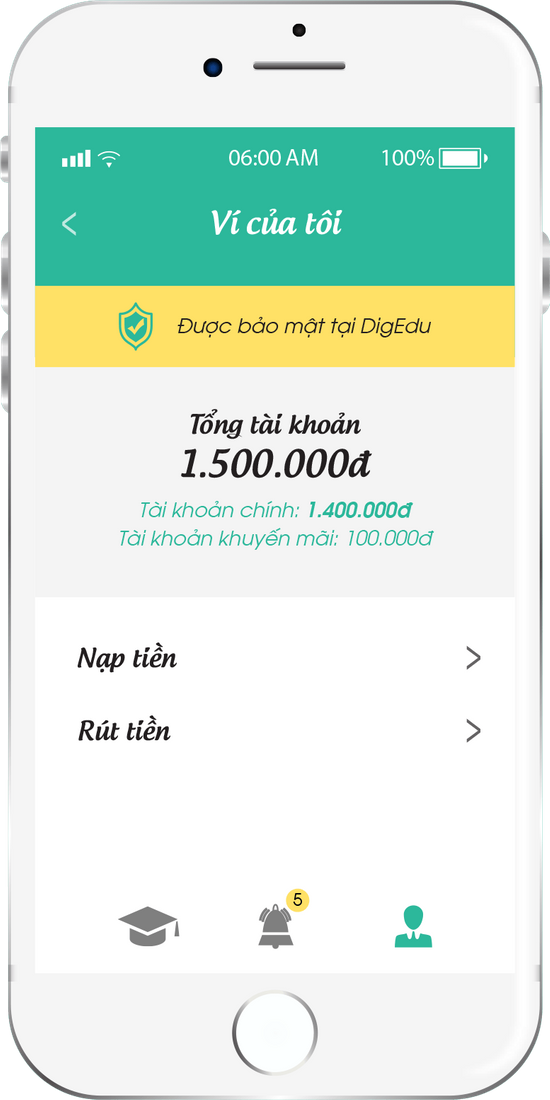 06:00 AM 100%
Ví của tôi
Được bảo mật tại DigEdu
Tổng tài khoản
1.500.000đ
Tài khoản chính: 1.400.000đ
Tài khoản khuyến mãi: 100.000đ
Nạp tiền
Rút tiền
5